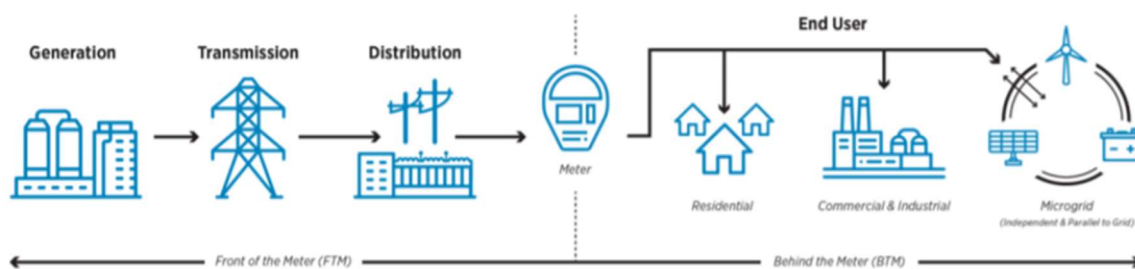 End User
Generation
Transmission
Distribution
Meter
Residential
Commercial & Industrial
Microgrid
(Independent & Parallel to Grid)
Front of the Meter (FTM)
Behind the Meter (BTM)